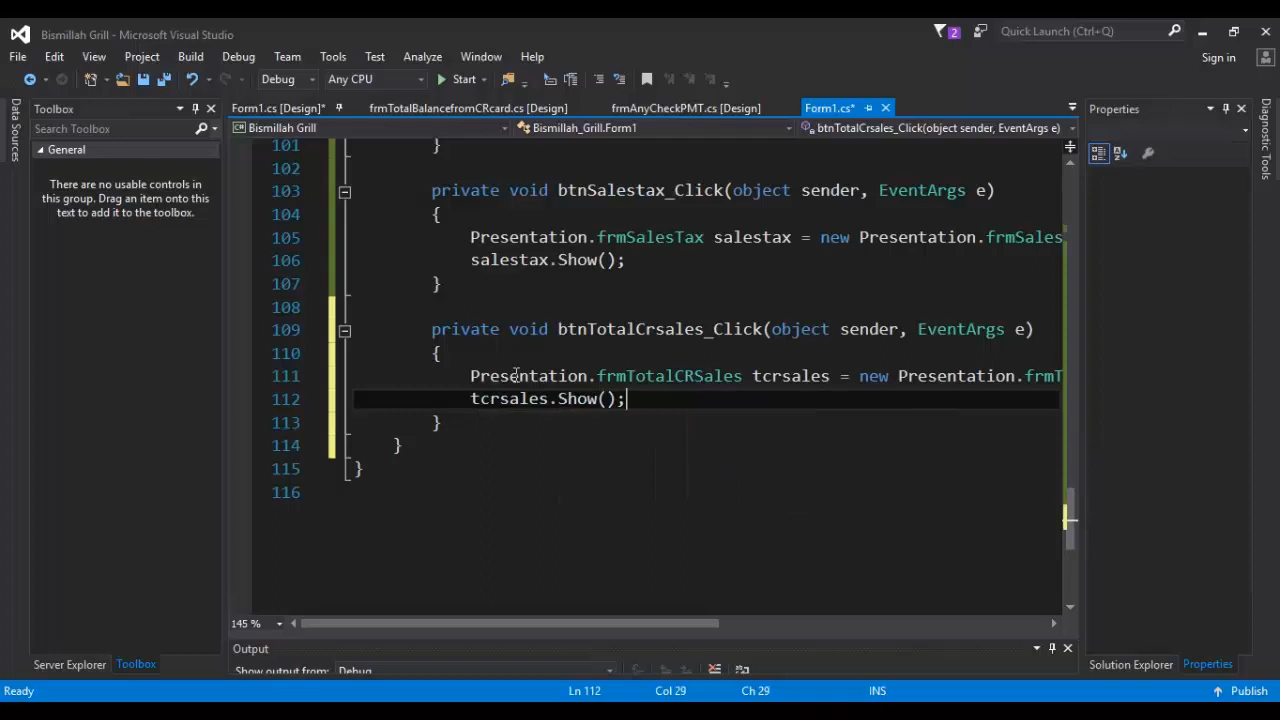 Bismillah Grill - Microsoft Visual Studio
2
Quick Launch (Ctrl+Q)
File Edit View Project Build Debug Team Tools Test Analyze Window Help
Sign in
Debug Any CPU Start
Data Sources
Toolbox
Form1.cs [Design]* frmTotalBalancefromCRcard.cs [Design] frmAnyCheckPMT.cs [Design] Form1.cs*
Properties
Diagnostic Tools
Search Toolbox
Bismillah Grill Bismillah_Grill.Form1 btnTotalCrsales_Click(object sender, EventArgs e)
General
There are no usable controls in
this group. Drag an item onto this
text to add it to the toolbox.
101 }
102
103 private void btnSalestax_Click(object sender, EventArgs e)
104 {
105 Presentation.frmSalesTax salestax = new Presentation.frmSales
106 salestax.Show();
107 }
108
109 private void btnTotalCrsales_Click(object sender, EventArgs e)
110 {
111 Presentation.frmTotalCRSales tcrsales = new Presentation.frmT
112 tcrsales.Show();
113 }
114 }
115 }
116
145 %
Output
Show output from: Debug
Server Explorer Toolbox
Solution Explorer Properties
Ready Ln 112 Col 29 Ch 29 INS Publish